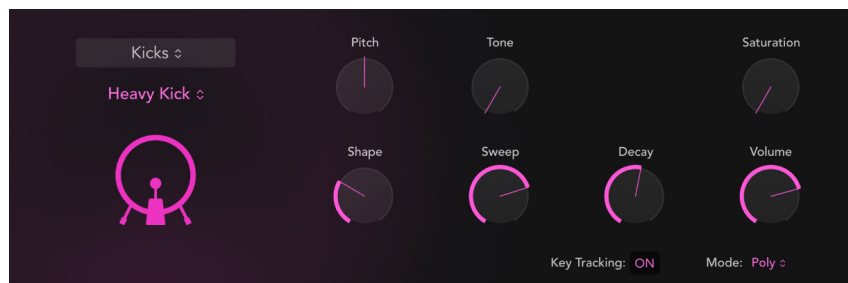 Kicks
Heavy Kick
Pitch
Tone
Saturation
Shape
Sweep
Decay
Volume
Key Tracking: ON
Mode: Poly